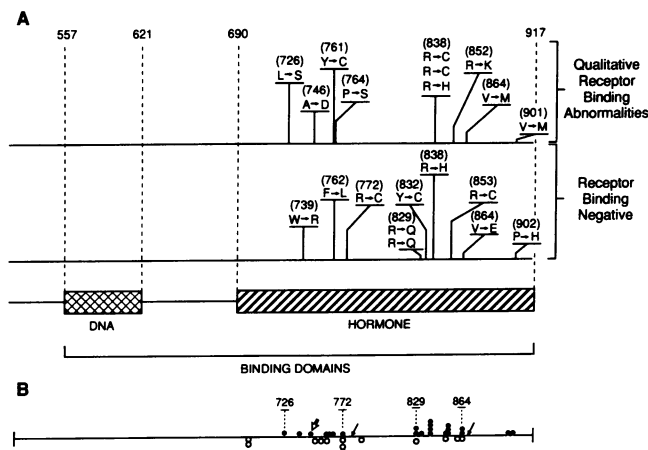 A
557
621
690
917
(726)
L→S
(746)
A→D
(761)
Y→C
(764)
P→S
(838)
R→C
R→C
R→H
(852)
R→K
(864)
V→M
(901)
V→M
Qualitative
Receptor
Binding
Abnormalities
(739)
W→R
(762)
F→L
(772)
R→C
(832)
Y→C
(829)
R→Q
R→Q
(838)
R→H
(853)
R→C
(864)
V→E
(902)
P→H
Receptor
Binding
Negative
DNA
HORMONE
BINDING DOMAINS
B
726
772
829
864